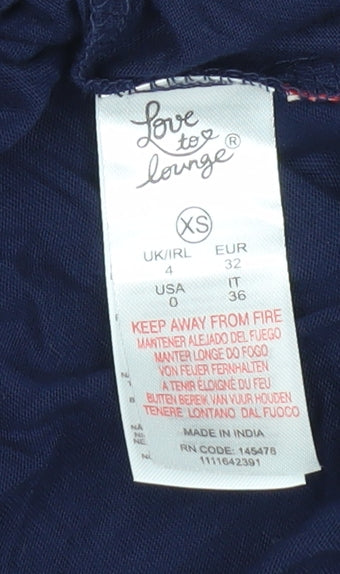 Love
to
lounge®
XS
UK/IRL EUR
4 32
USA IT
0 36
KEEP AWAY FROM FIRE
MANTENER ALEJADO DEL FUEGO
MANTER LONGE DO FOGO
VON FEUER FERNHALTEN
A TENIR ÉLOIGNÉ DU FEU
BUITEN BEREIK VAN VUUR HOUDEN
TENERE LONTANO DAL FUOCO
MADE IN INDIA
RN CODE: 145478
1111642391